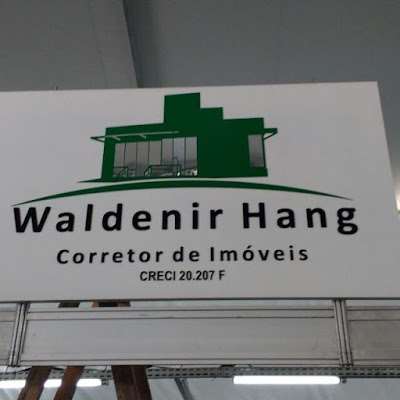 Waldenir Hang
Corretor de Imóveis
CRECI 20.207 F